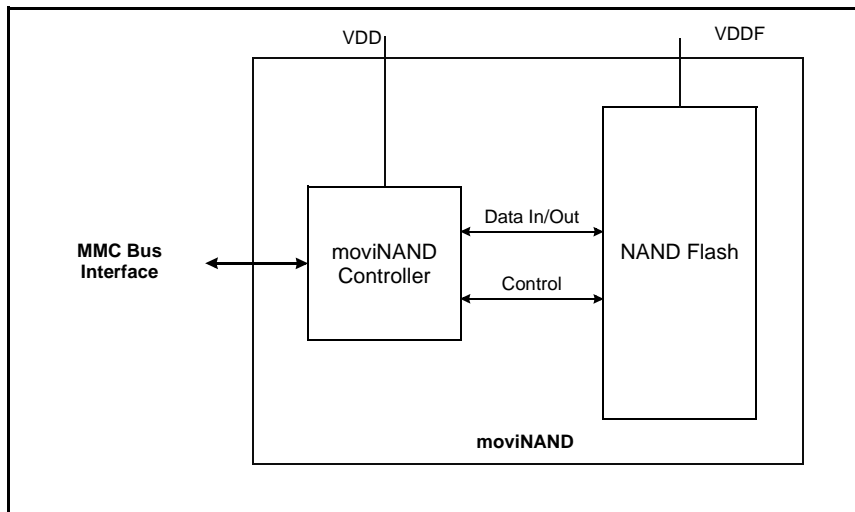 VDD
VDDF
Data In/Out
MMC Bus
Interface
moviNAND
Controller
NAND Flash
Control
moviNAND